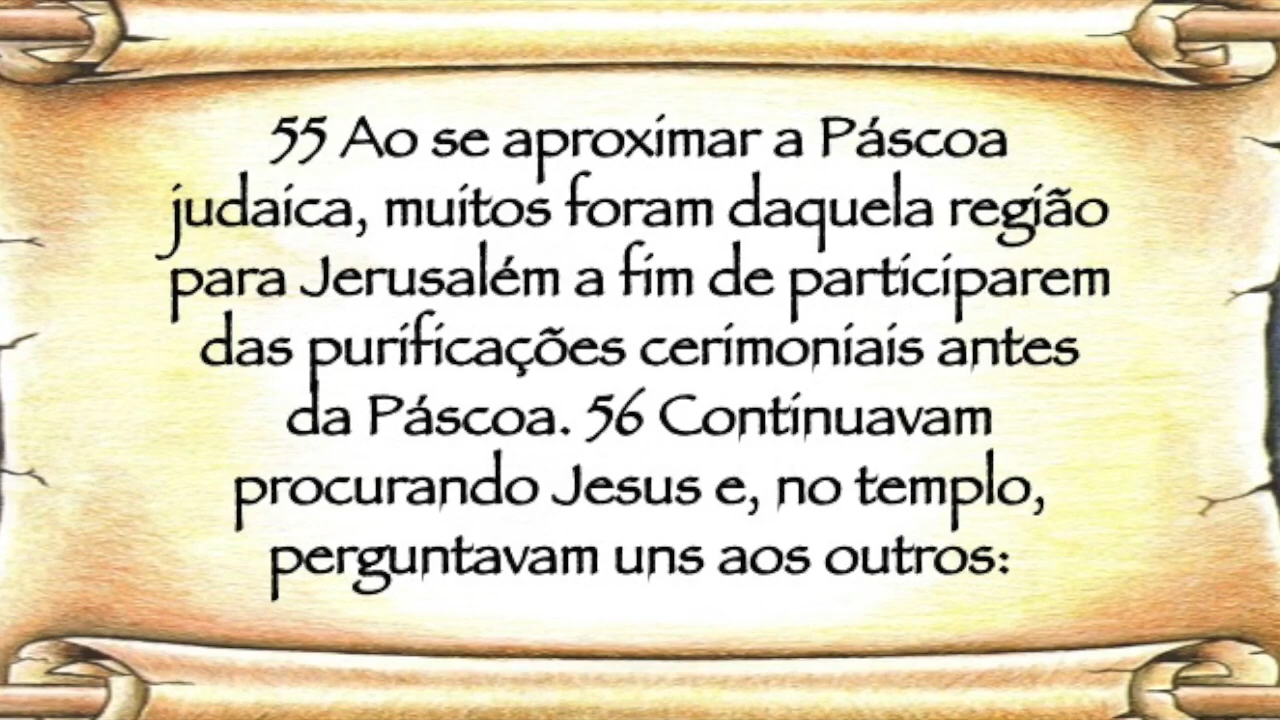 55 Ao se aproximar a Páscoa
judaica, muitos foram daquela região
para Jerusalém a fim de participarem
das purificações cerimoniais antes
da Páscoa. 56 Continuavam
procurando Jesus e, no templo,
perguntavam uns aos outros: